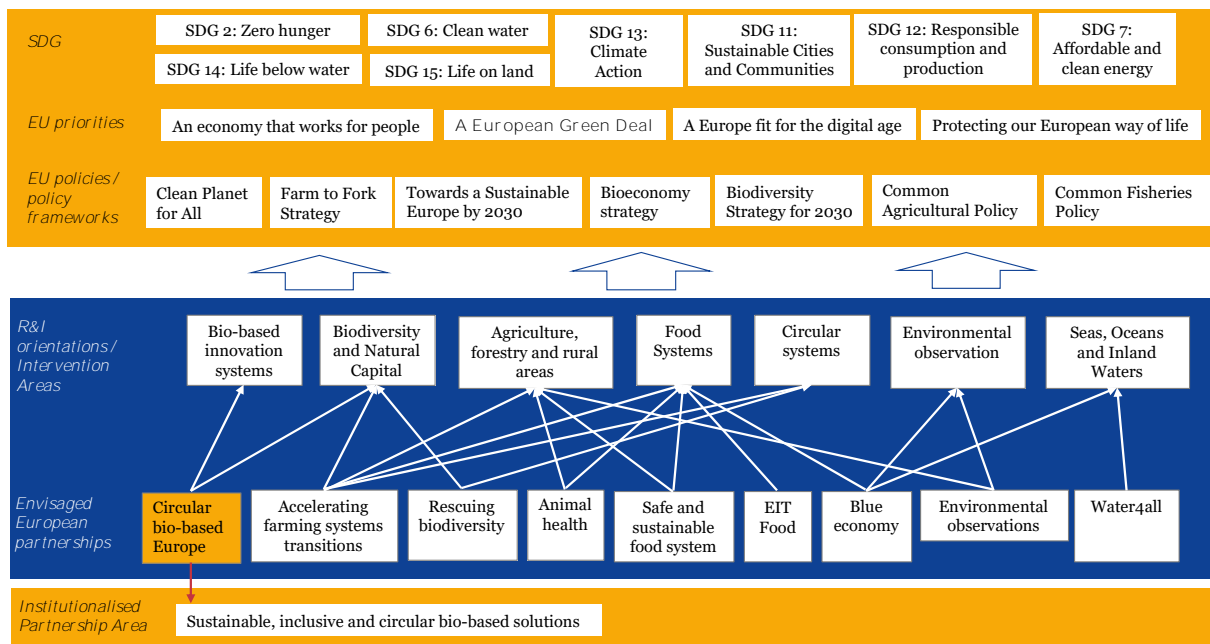 SDG
SDG 2: Zero hunger
SDG 6: Clean water
SDG 14: Life below water
SDG 15: Life on land
SDG 13:
Climate
Action
SDG 11:
Sustainable Cities
and Communities
SDG 12: Responsible
consumption and
production
SDG 7:
Affordable and
clean energy
EU priorities
An economy that works for people
A European Green Deal
A Europe fit for the digital age
Protecting our European way of life
EU policies /
policy
frameworks
Clean Planet
for All
Farm to Fork
Strategy
Towards a Sustainable
Europe by 2030
Bioeconomy
strategy
Biodiversity
Strategy for 2030
Common
Agricultural Policy
Common Fisheries
Policy
R&I
orientations /
Intervention
Areas
Bio-based
innovation
systems
Biodiversity
and Natural
Capital
Agriculture,
forestry and rural
areas
Food
Systems
Circular
systems
Environmental
observation
Seas, Oceans
and Inland
Waters
Envisaged
European
partnerships
Circular
bio-based
Europe
Accelerating
farming systems
transitions
Rescuing
biodiversity
Animal
health
Safe and
sustainable
food system
EIT
Food
Blue
economy
Environmental
observations
Water4all
Institutionalised
Partnership Area
Sustainable, inclusive and circular bio-based solutions